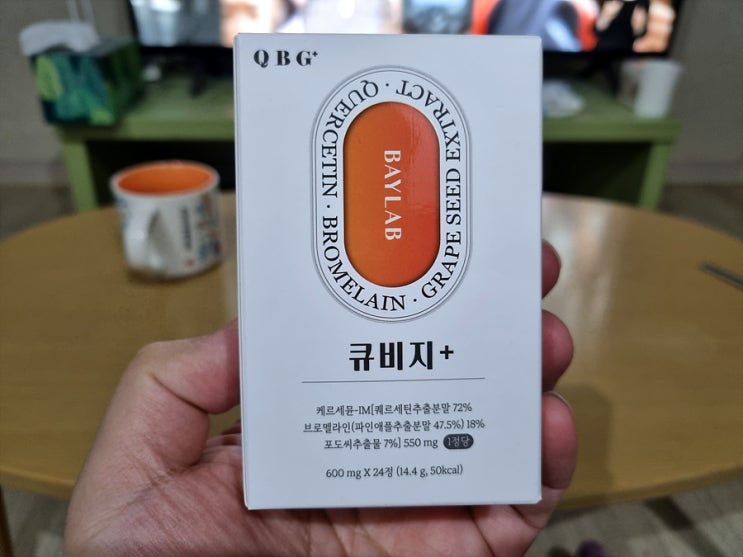 QBG+
QUERCETIN · BROMELAIN · GRAPE SEED EXTRACT ·
BAYLAB
큐비지+
케르세뮨-IM[퀘르세틴추출분말 72%
브로멜라인(파인애플추출분말 47.5%) 18%
포도씨추출물 7%] 550 mg 1정당
600 mg X 24정 (14.4 g, 50kcal)